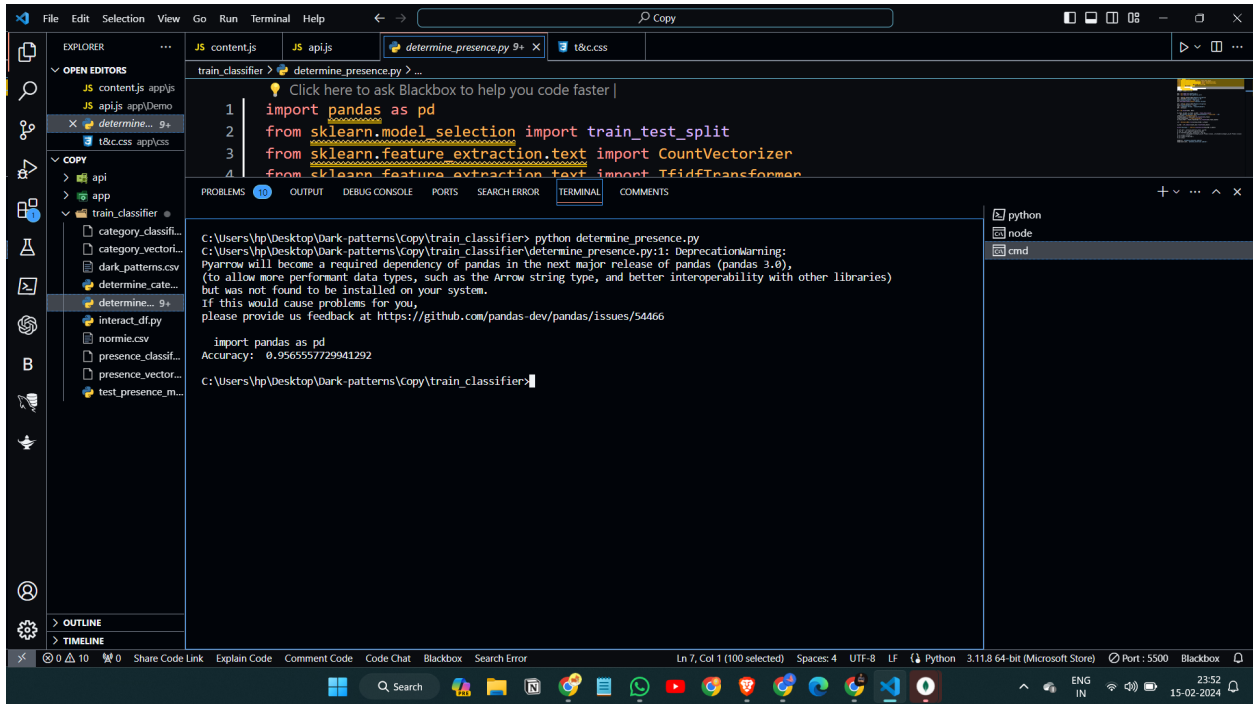 File Edit Selection View Go Run Terminal Help
Copy
EXPLORER
JS content.js
JS api.js
determine_presence.py 9+
t&c.css
OPEN EDITORS
JS content.js app\js
JS api.js app\Demo
determine... 9+
t&c.css app\css
COPY
api
app
train_classifier
category_classifi...
category_vectori...
dark_patterns.csv
determine_cate...
determine... 9+
interact_df.py
normie.csv
presence_classif...
presence_vector...
test_presence_m...
OUTLINE
TIMELINE
train_classifier > determine_presence.py > ...
Click here to ask Blackbox to help you code faster |
1 import pandas as pd
2 from sklearn.model_selection import train_test_split
3 from sklearn.feature_extraction.text import CountVectorizer
4 from sklearn.feature_extraction.text import TfidfTransformer
PROBLEMS 10 OUTPUT DEBUG CONSOLE PORTS SEARCH ERROR TERMINAL COMMENTS
C:\Users\hp\Desktop\Dark-patterns\Copy\train_classifier> python determine_presence.py
C:\Users\hp\Desktop\Dark-patterns\Copy\train_classifier\determine_presence.py:1: DeprecationWarning:
Pyarrow will become a required dependency of pandas in the next major release of pandas (pandas 3.0),
(to allow more performant data types, such as the Arrow string type, and better interoperability with other libraries)
but was not found to be installed on your system.
If this would cause problems for you,
please provide us feedback at https://github.com/pandas-dev/pandas/issues/54466
import pandas as pd
Accuracy: 0.9565557729941292
C:\Users\hp\Desktop\Dark-patterns\Copy\train_classifier>
python
node
cmd
0 10 0 Share Code Link Explain Code Comment Code Code Chat Blackbox Search Error
Ln 7, Col 1 (100 selected) Spaces: 4 UTF-8 LF Python 3.11.8 64-bit (Microsoft Store) Port : 5500 Blackbox
Search
ENG
IN
23:52
15-02-2024